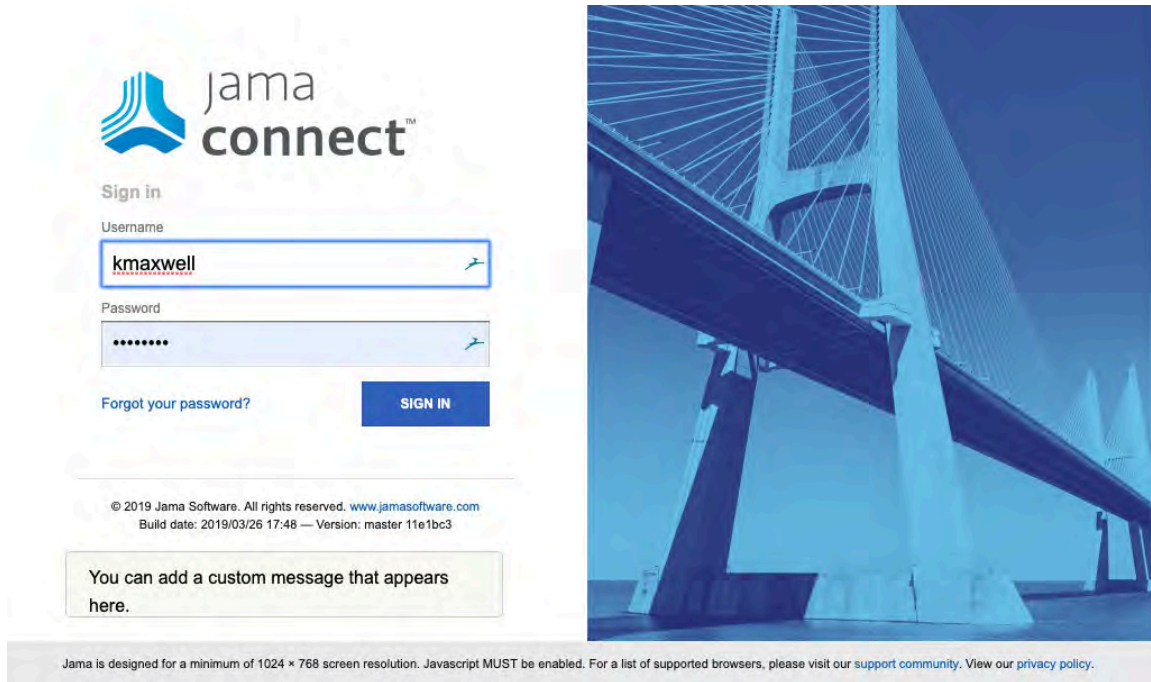 jama
connect™
Sign in
Username
kmaxwell
Password
••••••••
Forgot your password?
SIGN IN
© 2019 Jama Software. All rights reserved. www.jamasoftware.com
Build date: 2019/03/26 17:48 — Version: master 11e1bc3
You can add a custom message that appears
here.
Jama is designed for a minimum of 1024 × 768 screen resolution. Javascript MUST be enabled. For a list of supported browsers, please visit our support community. View our privacy policy.